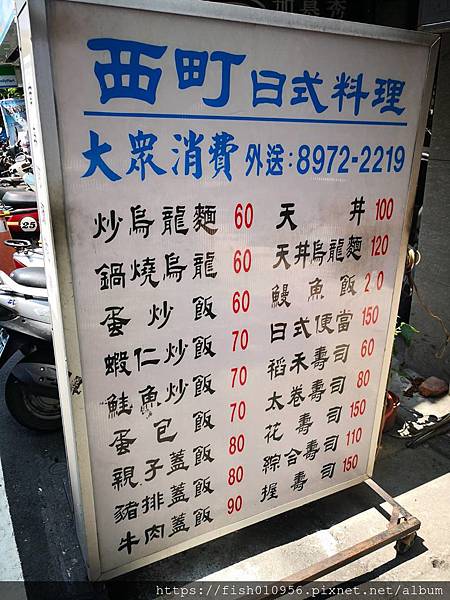 西町日式料理
大眾消費 外送：8972-2219
炒烏龍麵 60
鍋燒烏龍 60
蛋炒飯 60
蝦仁炒飯 70
鮭魚炒飯 70
蛋包飯 70
親子蓋飯 80
豬排蓋飯 80
牛肉蓋飯 90
天丼 100
天丼烏龍麵 120
鰻魚飯 2 0
日式便當 150
稻禾壽司 60
太卷壽司 80
花壽司 150
綜合壽司 110
握壽司 150
25
https://fish010956.pixnet.net/album